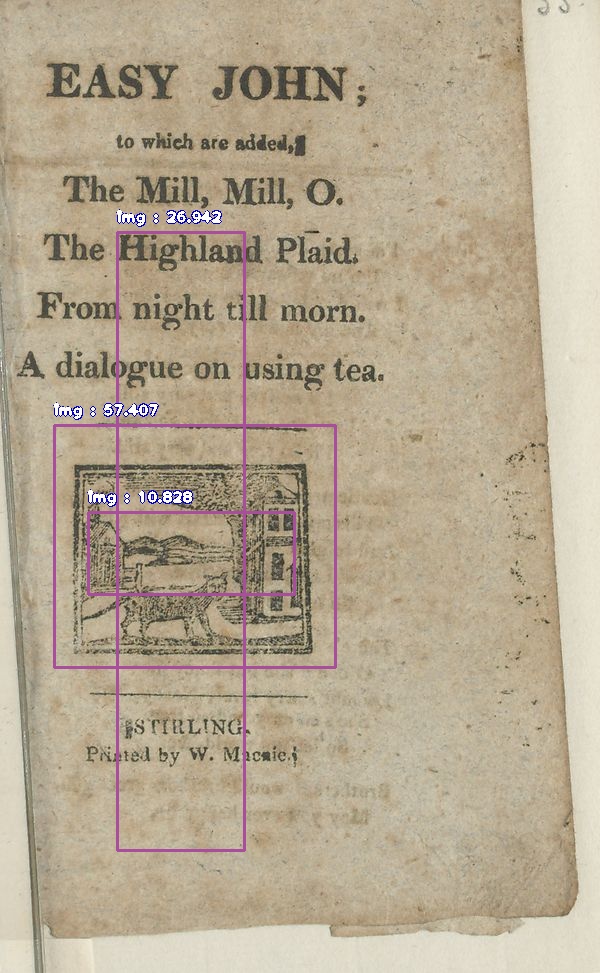 EASY JOHN;
to which are added,
The Mill, Mill, O.
Img : 26.942
The Highland Plaid.
From night till morn.
A dialogue on using tea.
Img : 57.407
Img : 10.828
STIRLING.
Printed by W. Macnie.